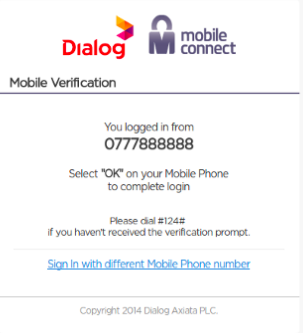 Dialog
mobile
connect
Mobile Verification
You logged in from
0777888888
Select "OK" on your Mobile Phone
to complete login
Please dial #124#
if you haven't received the verification prompt.
Sign In with different Mobile Phone number
Copyright 2014 Dialog Axiata PLC.